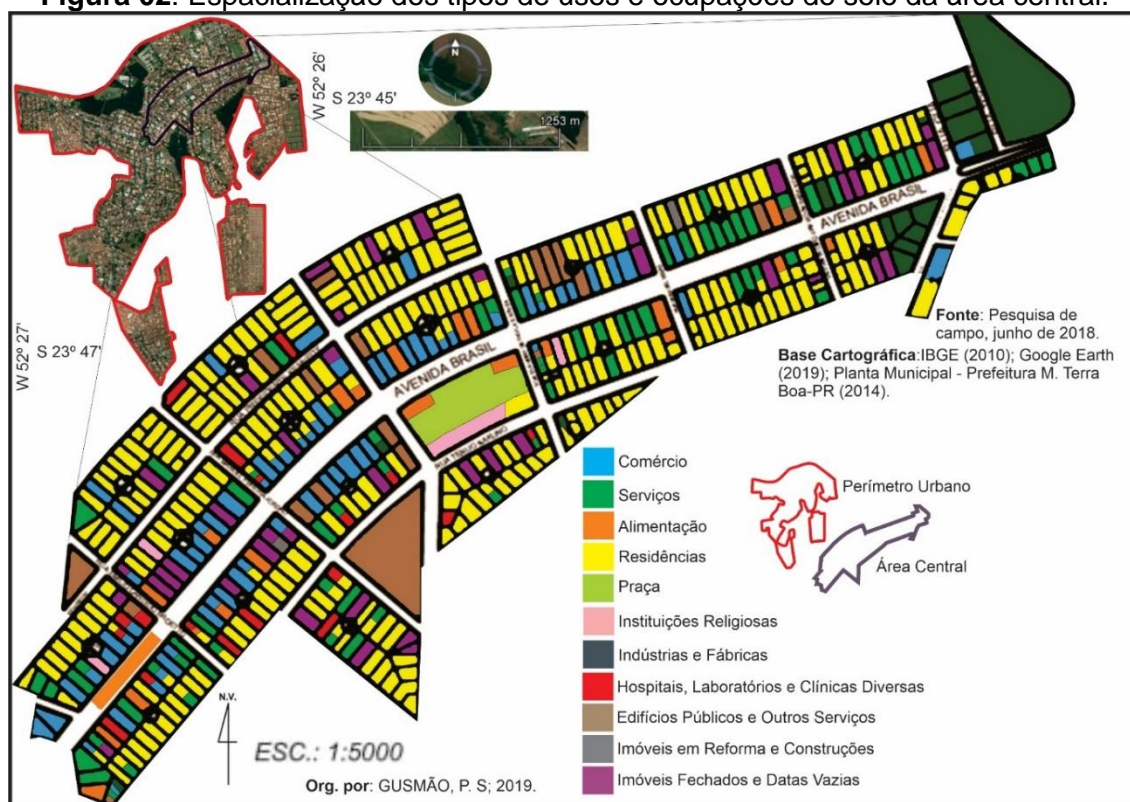 Figura 02: Espacialização dos tipos de usos e ocupações do solo da área central.
W 52º 26'
S 23º 45'
N
1253 m
W 52º 27'
S 23º 47'
AVENIDA BRASIL
AVENIDA BRASIL
Fonte: Pesquisa de
campo, junho de 2018.
Base Cartográfica:IBGE (2010); Google Earth
(2019); Planta Municipal - Prefeitura M. Terra
Boa-PR (2014).
Comércio
Serviços
Alimentação
Residências
Praça
Instituições Religiosas
Indústrias e Fábricas
Hospitais, Laboratórios e Clínicas Diversas
Edifícios Públicos e Outros Serviços
Imóveis em Reforma e Construções
Imóveis Fechados e Datas Vazias
Perímetro Urbano
Área Central
N.V.
ESC.: 1:5000
Org. por: GUSMÃO, P. S; 2019.